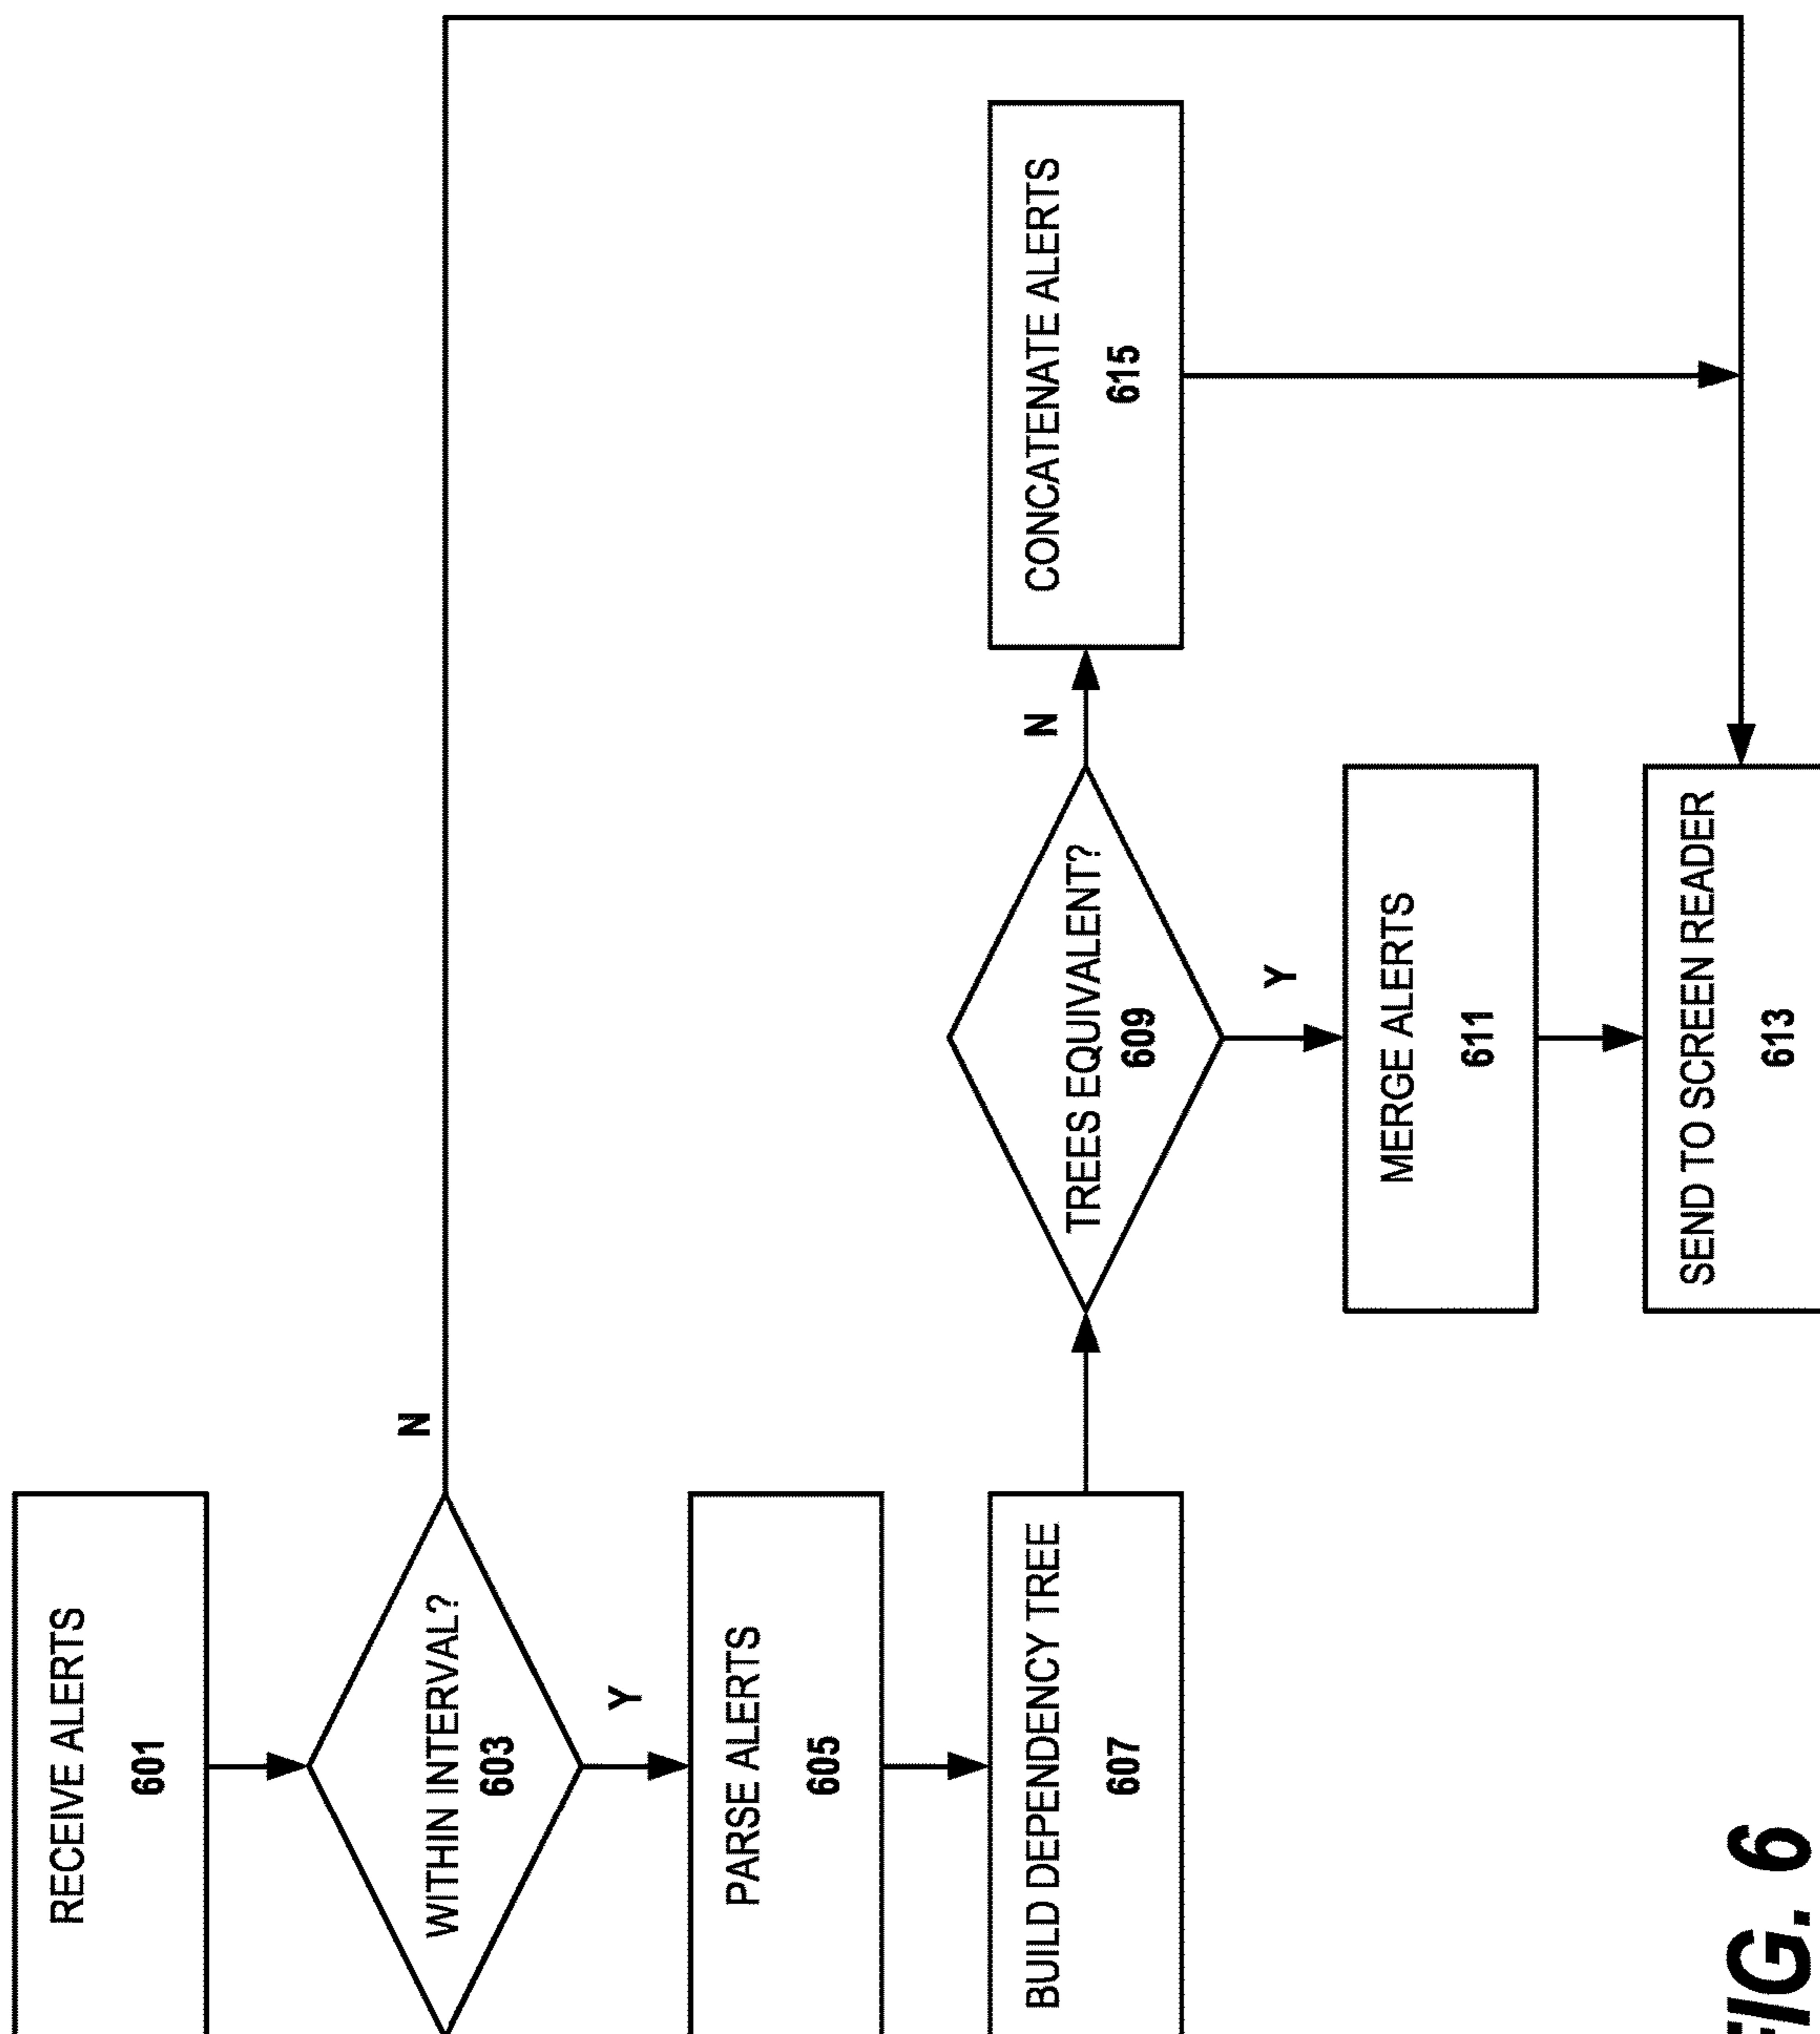 RECEIVE ALERTS
601
WITHIN INTERVAL?
603
N
Y
PARSE ALERTS
605
BUILD DEPENDENCY TREE
607
TREES EQUIVALENT?
609
N
Y
CONCATENATE ALERTS
615
MERGE ALERTS
611
SEND TO SCREEN READER
613
FIG. 6